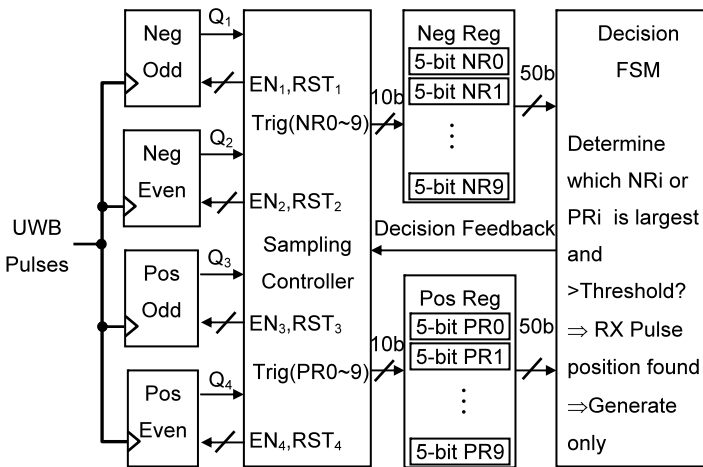 UWB
Pulses
Neg
Odd
Neg
Even
Pos
Odd
Pos
Even
Q1
EN1,RST1
Trig(NR0~9)
Q2
EN2,RST2
Sampling
Controller
Q3
EN3,RST3
Trig(PR0~9)
Q4
EN4,RST4
10b
10b
Neg Reg
5-bit NR0
5-bit NR1
5-bit NR9
50b
Decision Feedback
Pos Reg
5-bit PR0
5-bit PR1
5-bit PR9
50b
Decision
FSM
Determine
which NRi or
PRi is largest
and
>Threshold?
⇒ RX Pulse
position found
⇒Generate
only